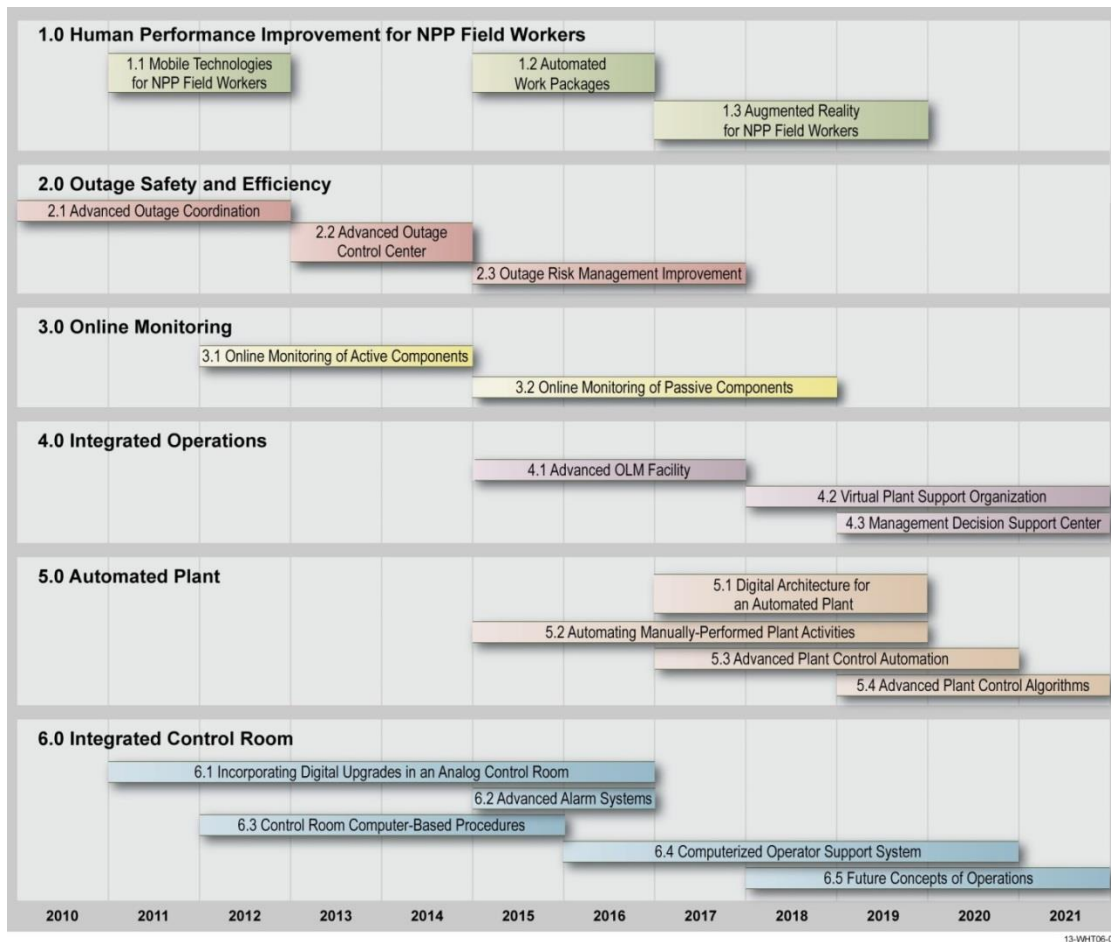 1.0 Human Performance Improvement for NPP Field Workers
1.1 Mobile Technologies
for NPP Field Workers
1.2 Automated
Work Packages
1.3 Augmented Reality
for NPP Field Workers
2.0 Outage Safety and Efficiency
2.1 Advanced Outage Coordination
2.2 Advanced Outage
Control Center
2.3 Outage Risk Management Improvement
3.0 Online Monitoring
3.1 Online Monitoring of Active Components
3.2 Online Monitoring of Passive Components
4.0 Integrated Operations
4.1 Advanced OLM Facility
4.2 Virtual Plant Support Organization
4.3 Management Decision Support Center
5.0 Automated Plant
5.1 Digital Architecture for
an Automated Plant
5.2 Automating Manually-Performed Plant Activities
5.3 Advanced Plant Control Automation
5.4 Advanced Plant Control Algorithms
6.0 Integrated Control Room
6.1 Incorporating Digital Upgrades in an Analog Control Room
6.2 Advanced Alarm Systems
6.3 Control Room Computer-Based Procedures
6.4 Computerized Operator Support System
6.5 Future Concepts of Operations
2010 2011 2012 2013 2014 2015 2016 2017 2018 2019 2020 2021